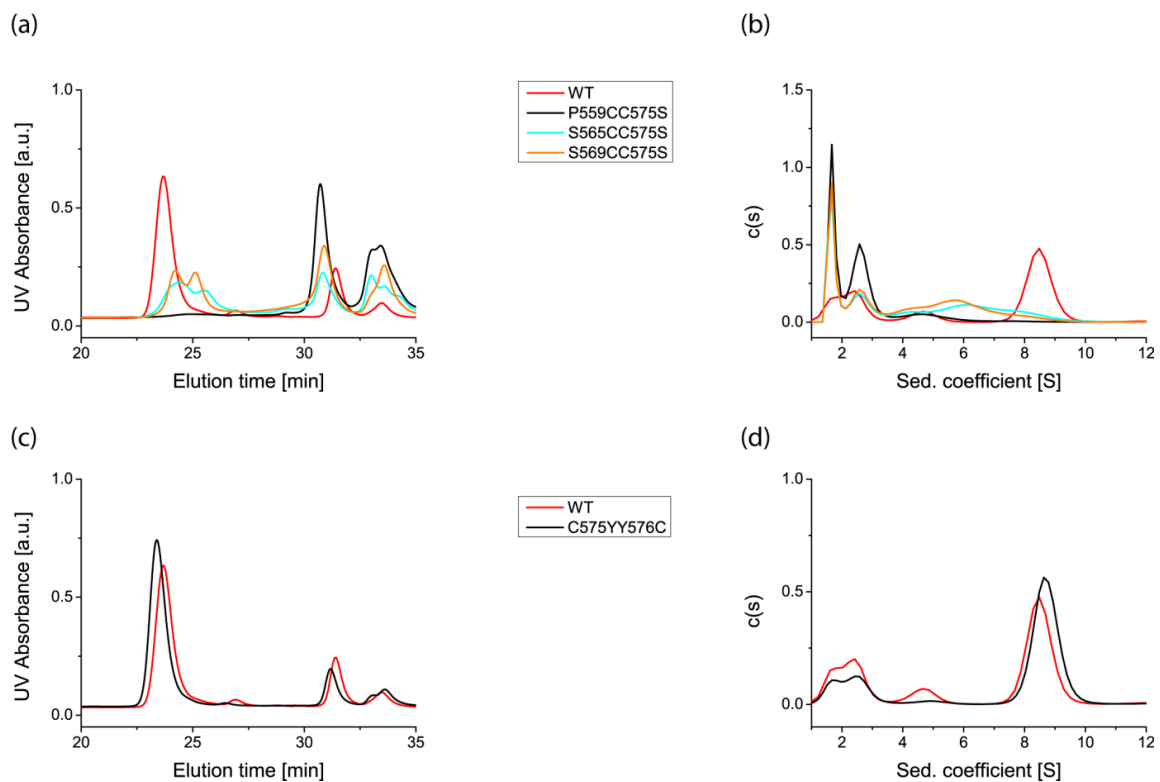 (a)
(b)
WT
P559CC575S
S565CC575S
S569CC575S
UV Absorbance [a.u.]
1.0
0.5
0.0
20
25
30
35
Elution time [min]
c(s)
1.5
1.0
0.5
0.0
2
4
6
8
10
12
Sed. coefficient [S]
(c)
(d)
WT
C575YY576C
UV Absorbance [a.u.]
1.0
0.5
0.0
20
25
30
35
Elution time [min]
c(s)
1.0
0.5
0.0
2
4
6
8
10
12
Sed. coefficient [S]